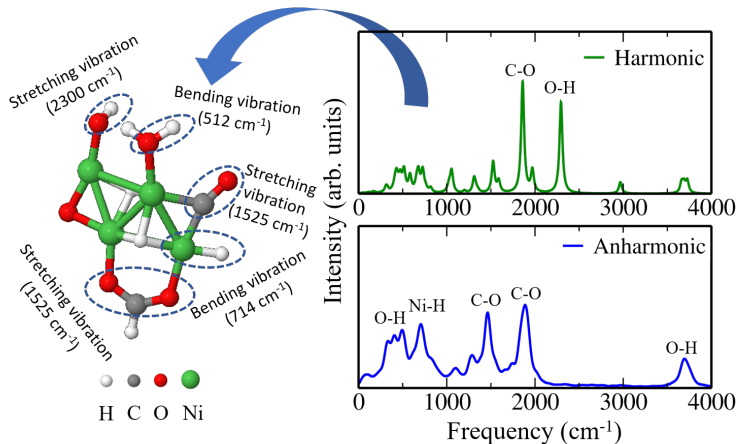 Stretching vibration
(2300 cm⁻¹)
Bending vibration
(512 cm⁻¹)
Stretching
vibration
(1525 cm⁻¹)
Stretching vibration
(1525 cm⁻¹)
Bending vibration
(714 cm⁻¹)
H C O Ni
Intensity (arb. units)
C-O
O-H
Harmonic
0 1000 2000 3000 4000
Anharmonic
O-H
Ni-H
C-O
C-O
O-H
0 1000 2000 3000 4000
Frequency (cm⁻¹)